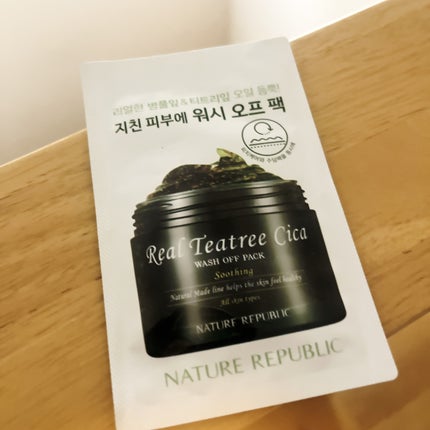 리얼한 병풀잎&티트리잎 오일 듬뿍!
지친 피부에 워시 오프 팩
Real Teatree Cica
WASH OFF PACK
Soothing
Natural Made line helps the skin feel healthy
All skin types
NATURE REPUBLIC
NATURE REPUBLIC